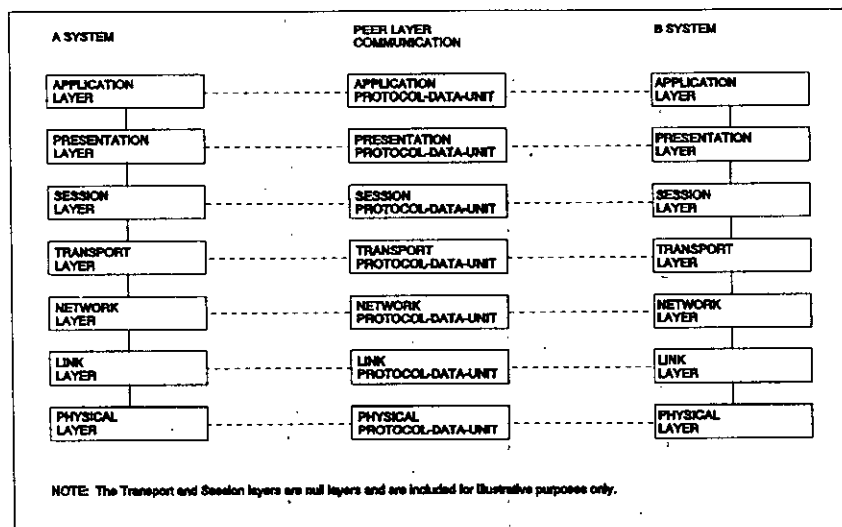 A SYSTEM
PEER LAYER
COMMUNICATION
B SYSTEM
APPLICATION
LAYER
APPLICATION
PROTOCOL-DATA-UNIT
APPLICATION
LAYER
PRESENTATION
LAYER
PRESENTATION
PROTOCOL-DATA-UNIT
PRESENTATION
LAYER
SESSION
LAYER
SESSION
PROTOCOL-DATA-UNIT
SESSION
LAYER
TRANSPORT
LAYER
TRANSPORT
PROTOCOL-DATA-UNIT
TRANSPORT
LAYER
NETWORK
LAYER
NETWORK
PROTOCOL-DATA-UNIT
NETWORK
LAYER
LINK
LAYER
LINK
PROTOCOL-DATA-UNIT
LINK
LAYER
PHYSICAL
LAYER
PHYSICAL
PROTOCOL-DATA-UNIT
PHYSICAL
LAYER
NOTE: The Transport and Session layers are null layers and are included for illustrative purposes only.